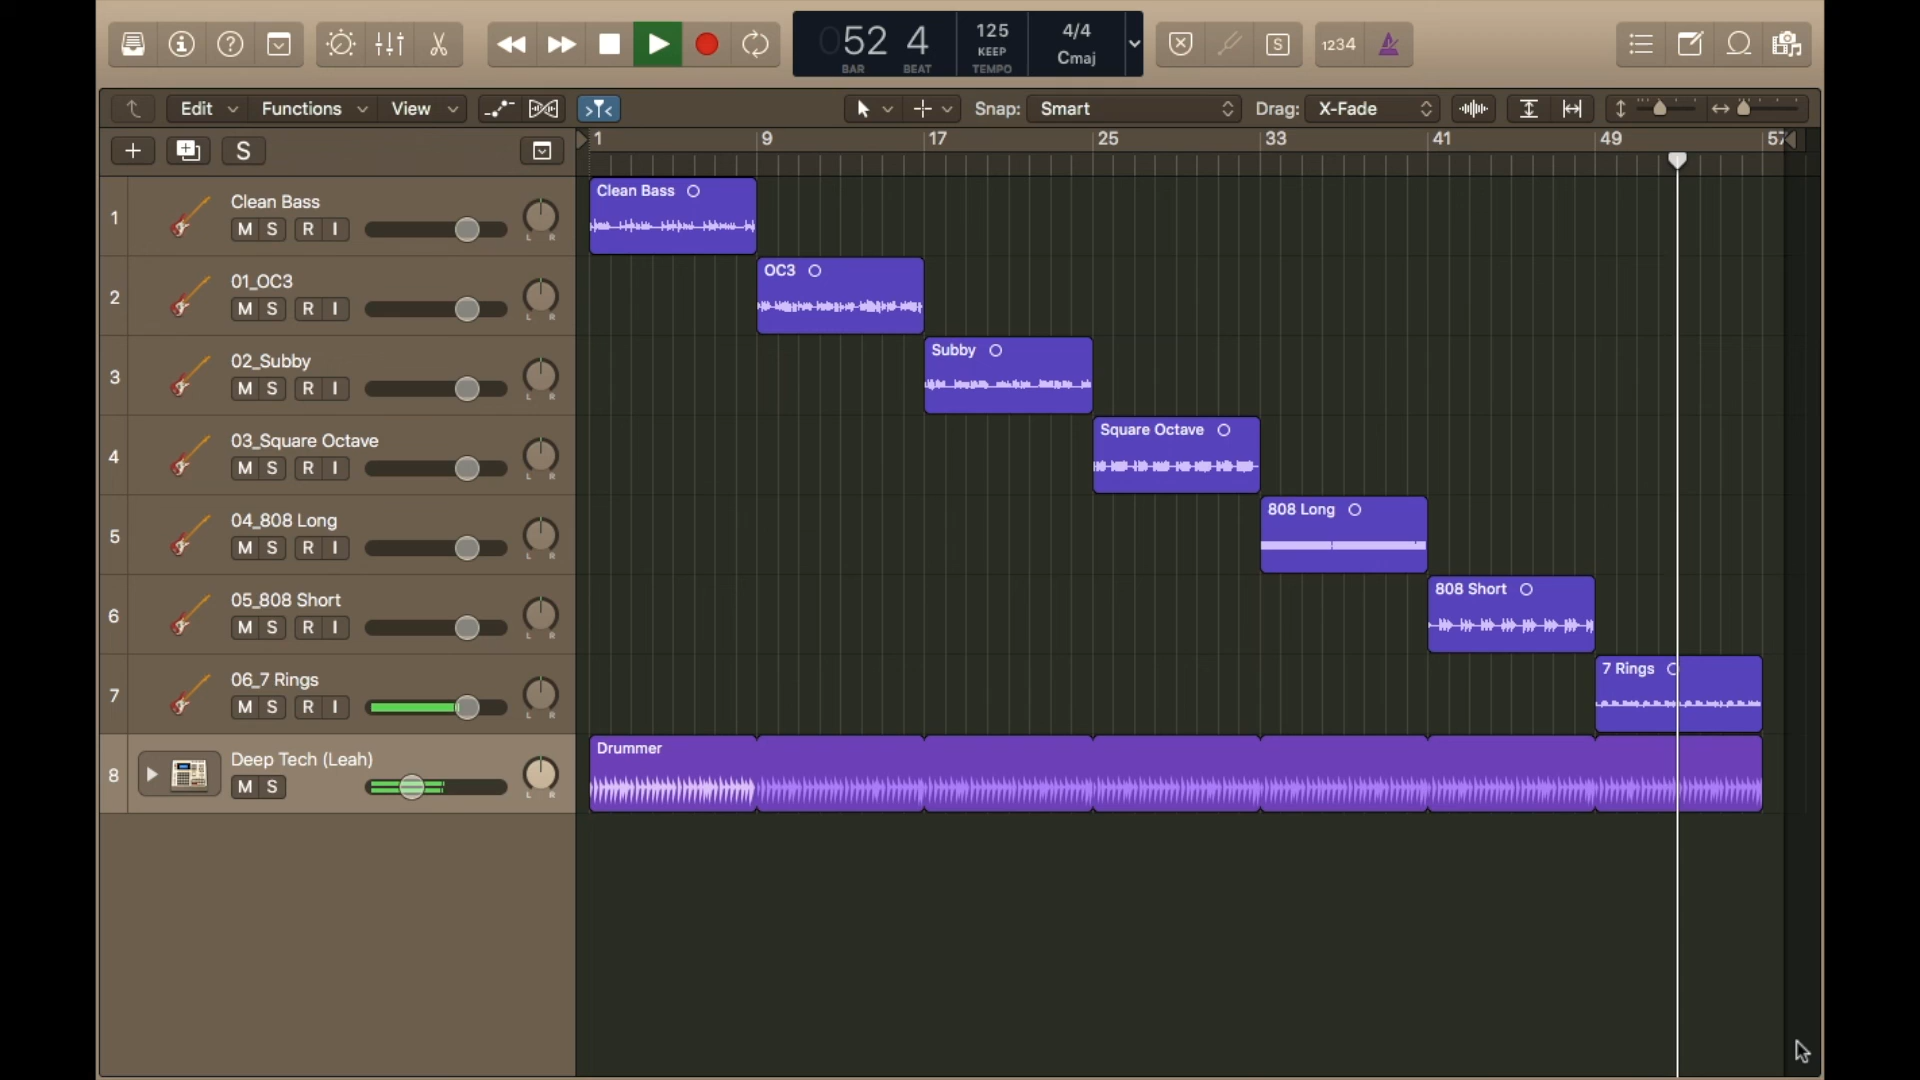 052 4
BAR BEAT
125
KEEP
TEMPO
4/4
Cmaj
S
1234
Edit Functions View Snap: Smart Drag: X-Fade
S
1 9 17 25 33 41 49 57
1 Clean Bass
M S R I
L R
Clean Bass
2 01_OC3
M S R I
L R
OC3
3 02_Subby
M S R I
L R
Subby
4 03_Square Octave
M S R I
L R
Square Octave
5 04_808 Long
M S R I
L R
808 Long
6 05_808 Short
M S R I
L R
808 Short
7 06_7 Rings
M S R I
L R
7 Rings
8 Deep Tech (Leah)
M S
L R
Drummer